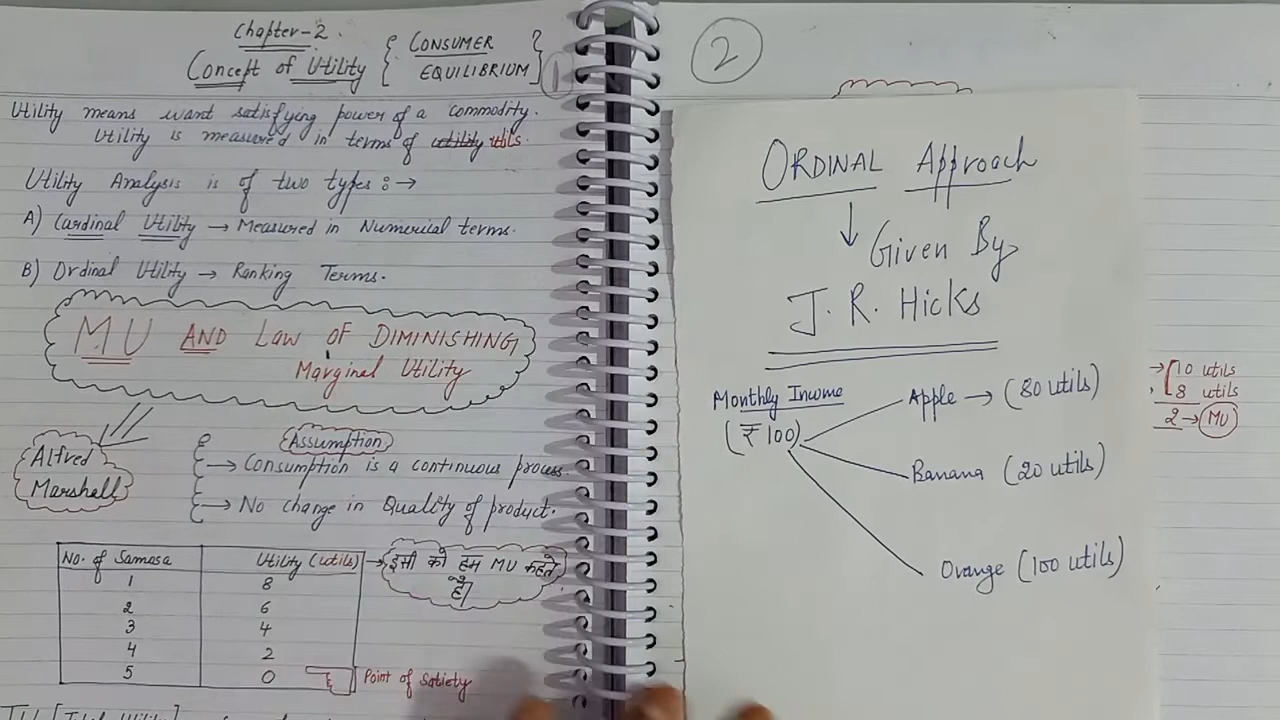 Chapter-2.
Concept of Utility { CONSUMER EQUILIBRIUM }
1
Utility means want satisfying power of a commodity.
Utility is measured in terms of utility utils.
Utility Analysis is of two types :→
A) Cardinal Utility → Measured in Numerical terms.
B) Ordinal Utility → Ranking Terms.
MU AND Law OF DIMINISHING
Marginal Utility
Alfred
Marshell
Assumption
→ Consumption is a continuous process.
→ No change in Quality of product.
No. of Samosa Utility (utils) → इसी को हम MU कहते
है।
1 8
2 6
3 4
4 2
5 0 Point of Satiety
2
ORDINAL Approach
↓ Given By
J. R. Hicks
Monthly Income
(₹ 100)
Apple → (80 utils)
Banana (20 utils)
Orange (100 utils)
→ 10 utils
8 utils
2 → MU